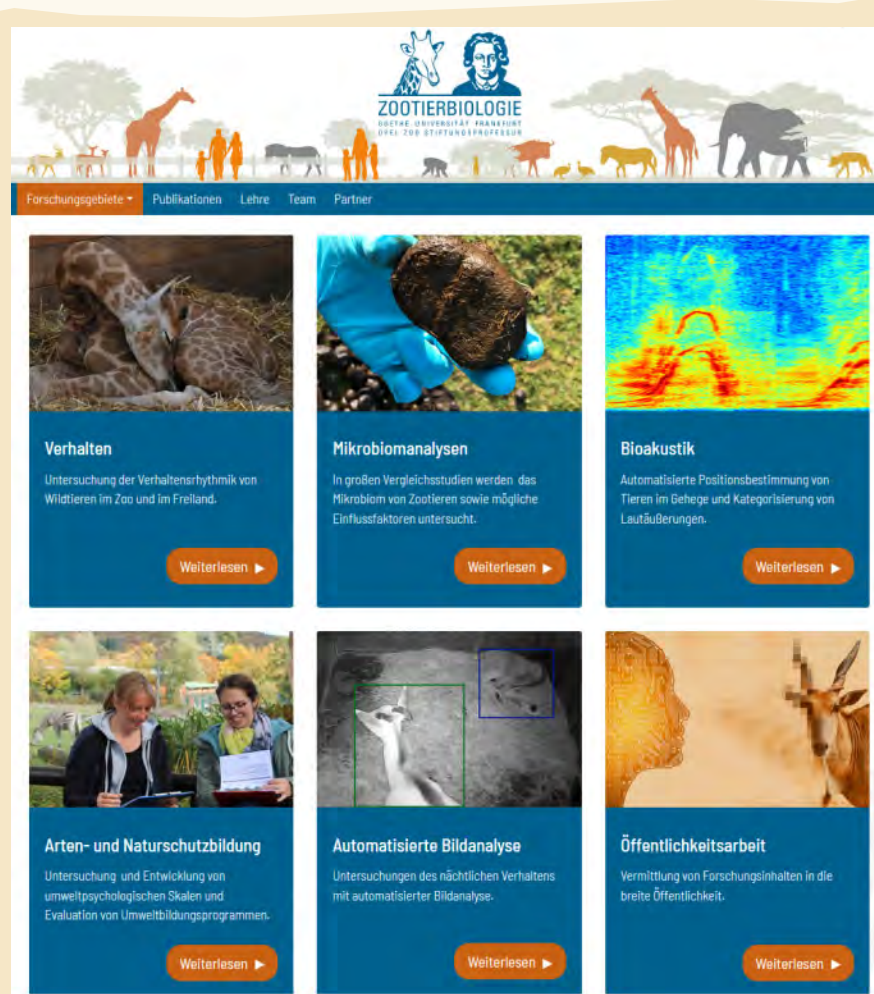 ZOOTIERBIOLOGIE
GOETHE UNIVERSITÄT FRANKFURT
OPEL ZOO STIFTUNGSPROFESSUR
Forschungsgebiete Publikationen Lehre Team Partner
Verhalten
Untersuchung der Verhaltensrhythmik von
Wildtieren im Zoo und im Freiland.
Weiterlesen ▶
Mikrobiomanalysen
In großen Vergleichsstudien werden das
Mikrobiom von Zootieren sowie mögliche
Einflussfaktoren untersucht.
Weiterlesen ▶
Bioakustik
Automatisierte Positionsbestimmung von
Tieren im Gehege und Kategorisierung von
Lautäußerungen.
Weiterlesen ▶
Arten- und Naturschutzbildung
Untersuchung und Entwicklung von
umweltpsychologischen Skalen und
Evaluation von Umweltbildungsprogrammen.
Weiterlesen ▶
Automatisierte Bildanalyse
Untersuchungen des nächtlichen Verhaltens
mit automatisierter Bildanalyse.
Weiterlesen ▶
Öffentlichkeitsarbeit
Vermittlung von Forschungsinhalten in die
breite Öffentlichkeit.
Weiterlesen ▶